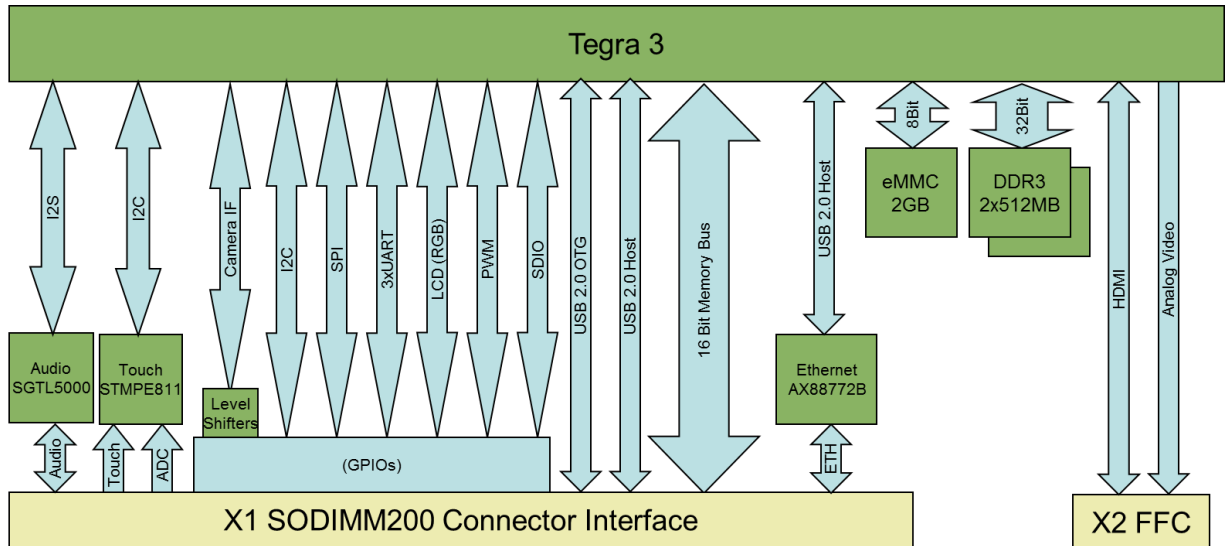 Tegra 3
I2S
I2C
Camera IF
I2C
SPI
3xUART
LCD (RGB)
PWM
SDIO
USB 2.0 OTG
USB 2.0 Host
16 Bit Memory Bus
USB 2.0 Host
8Bit
32Bit
HDMI
Analog Video
eMMC
2GB
DDR3
2x512MB
Audio
SGTL5000
Touch
STMPE811
Level
Shifters
Ethernet
AX88772B
Audio
Touch
ADC
(GPIOs)
ETH
X1 SODIMM200 Connector Interface
X2 FFC